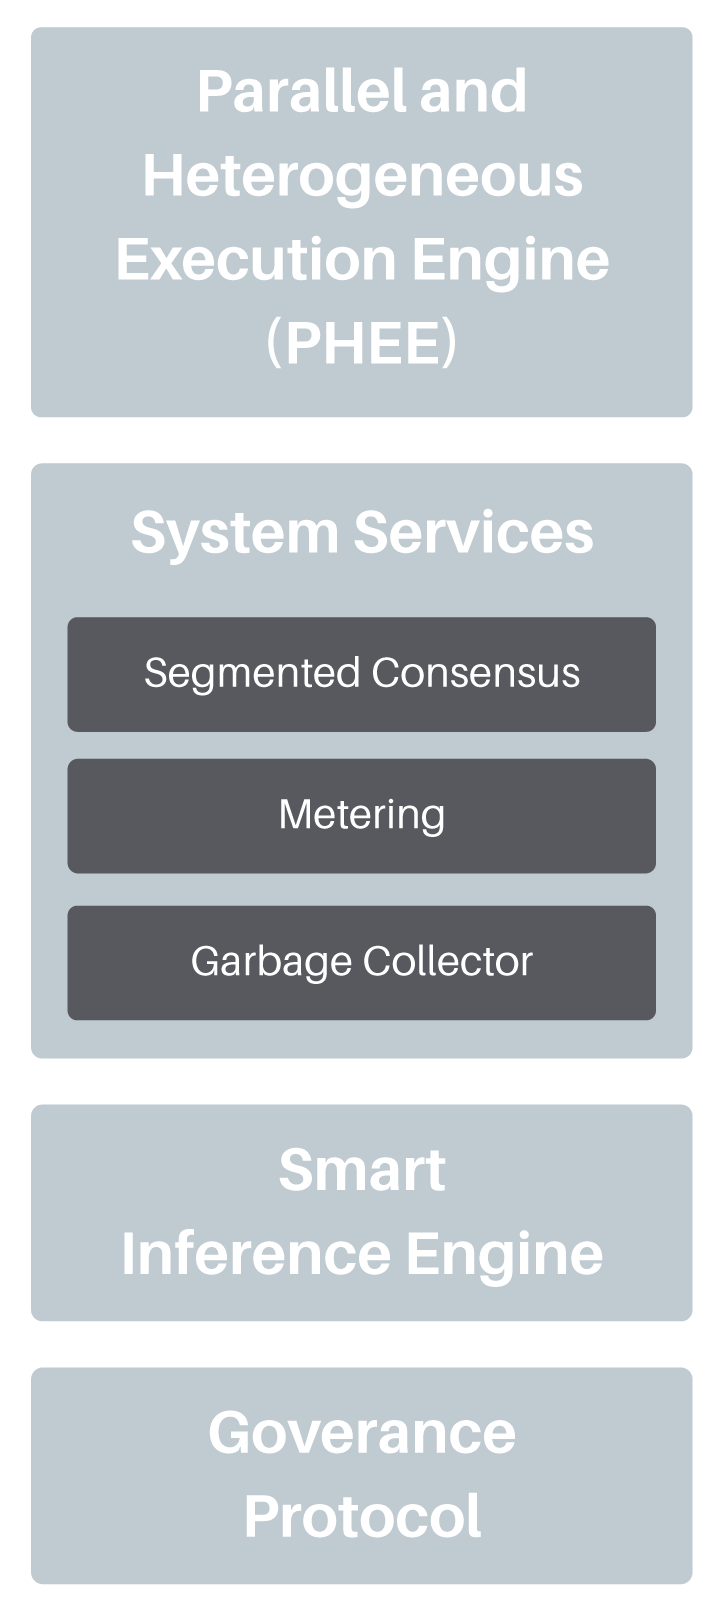 Parallel and
Heterogeneous
Execution Engine
(PHEE)
System Services
Segmented Consensus
Metering
Garbage Collector
Smart
Inference Engine
Goverance
Protocol